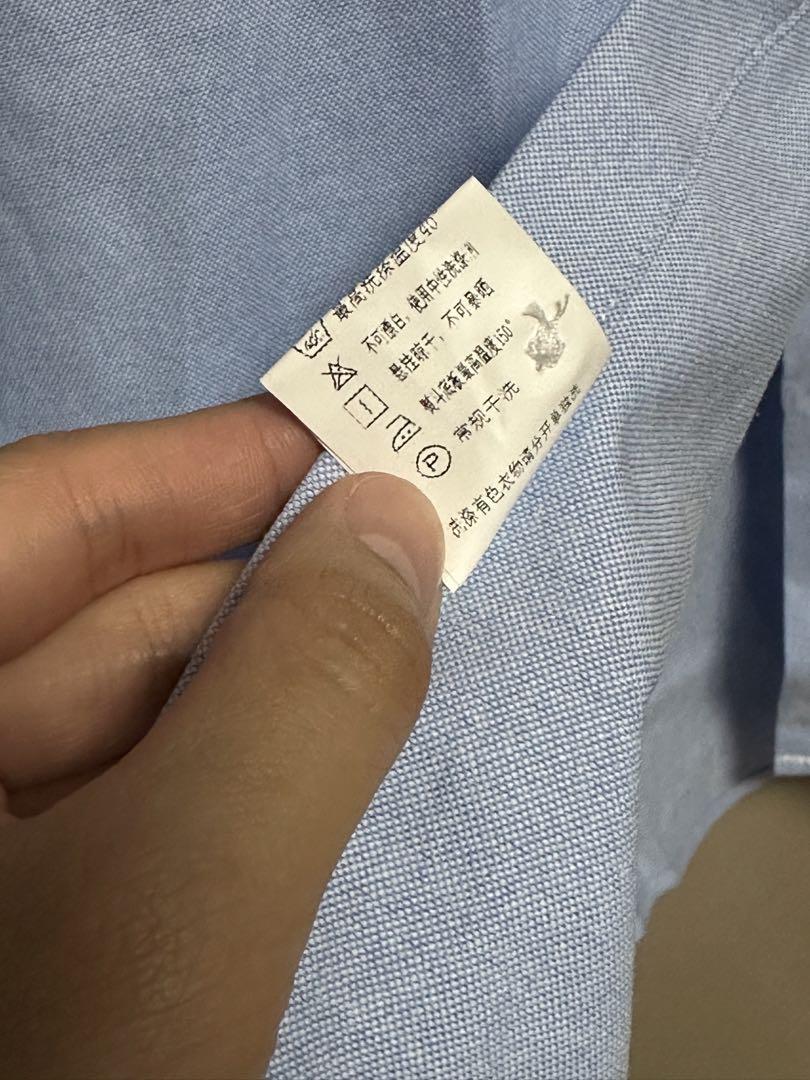 最高洗涤温度40
不可漂白，使用中性洗涤剂
悬挂晾干，不可暴晒
熨斗底板最高温度150°
常规干洗
洗涤有色衣物需分开单独洗
P